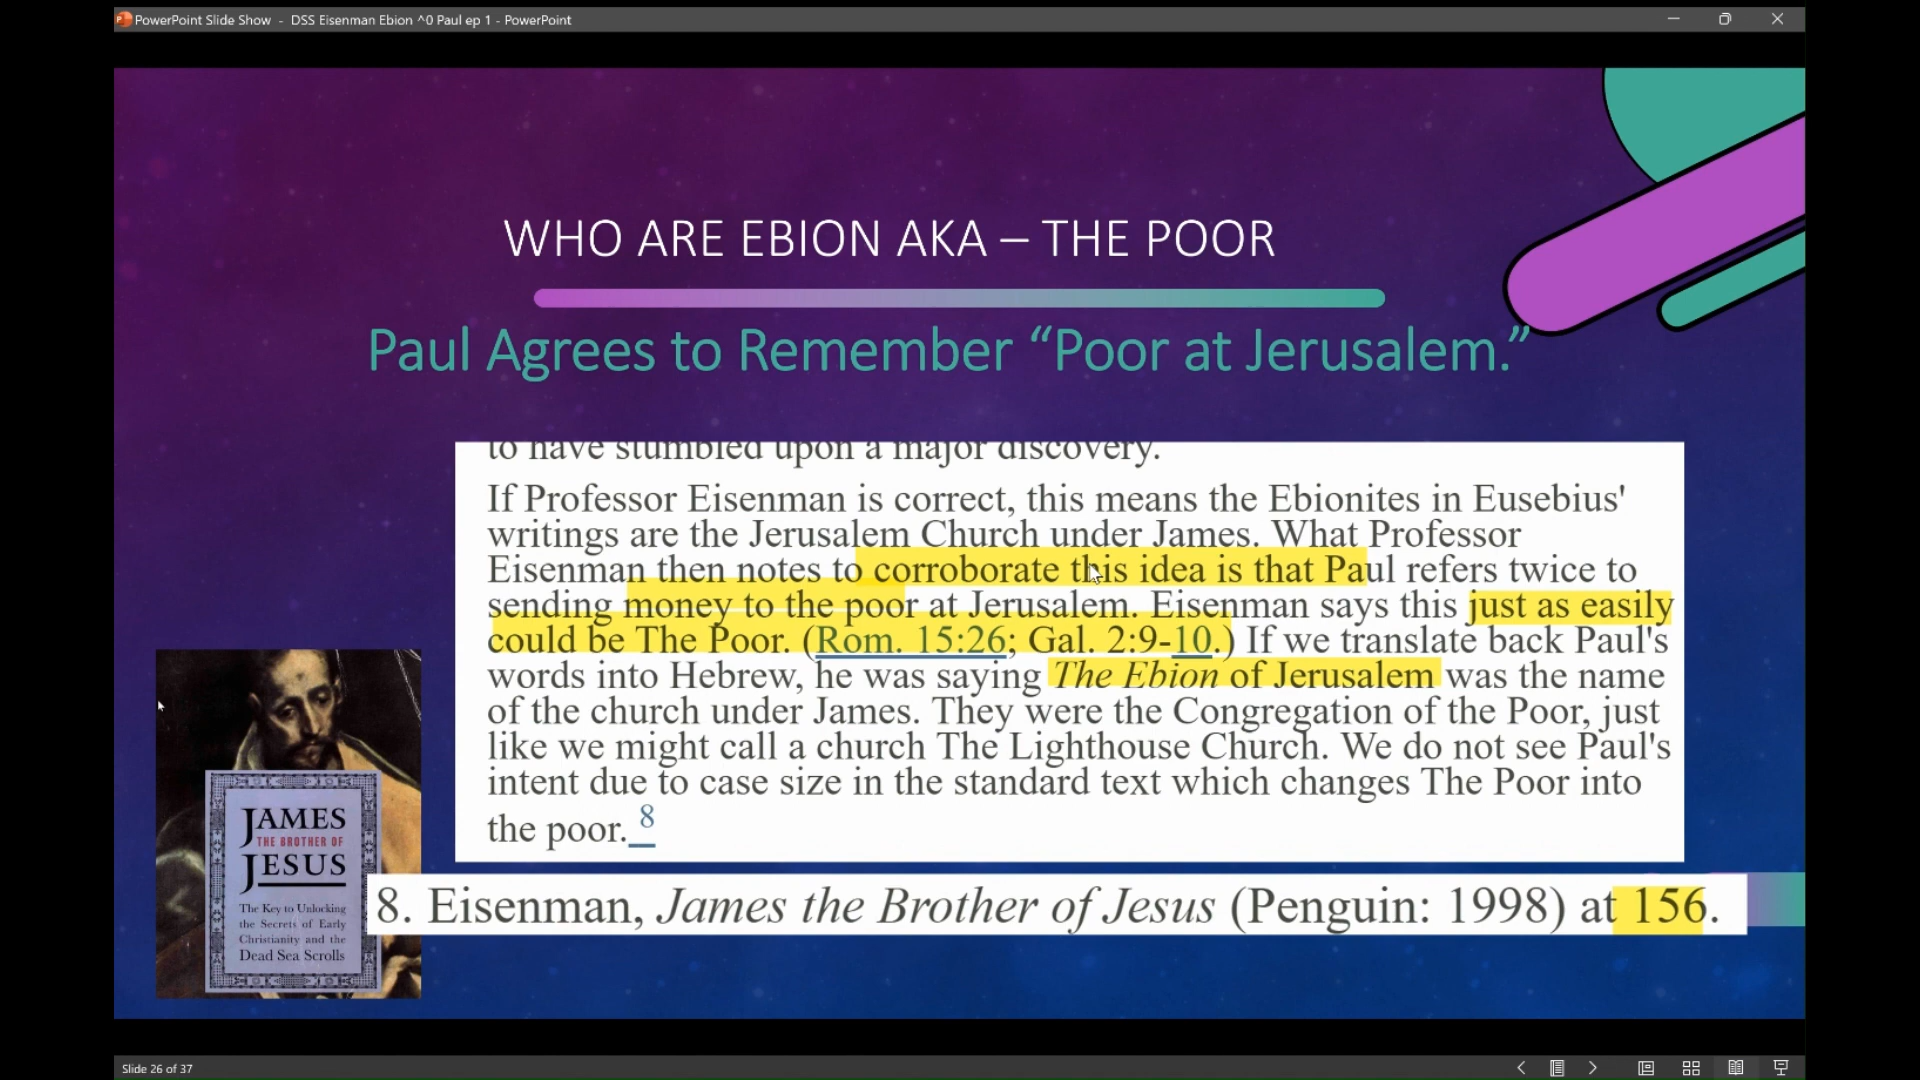 PowerPoint Slide Show - DSS Eisenman Ebion ^0 Paul ep 1 - PowerPoint
WHO ARE EBION AKA – THE POOR
Paul Agrees to Remember “Poor at Jerusalem.”
to have stumbled upon a major discovery.
If Professor Eisenman is correct, this means the Ebionites in Eusebius'
writings are the Jerusalem Church under James. What Professor
Eisenman then notes to corroborate this idea is that Paul refers twice to
sending money to the poor at Jerusalem. Eisenman says this just as easily
could be The Poor. (Rom. 15:26; Gal. 2:9-10.) If we translate back Paul's
words into Hebrew, he was saying The Ebion of Jerusalem was the name
of the church under James. They were the Congregation of the Poor, just
like we might call a church The Lighthouse Church. We do not see Paul's
intent due to case size in the standard text which changes The Poor into
the poor. 8
JAMES
THE BROTHER OF
JESUS
The Key to Unlocking
the Secrets of Early
Christianity and the
Dead Sea Scrolls
8. Eisenman, James the Brother of Jesus (Penguin: 1998) at 156.
Slide 26 of 37